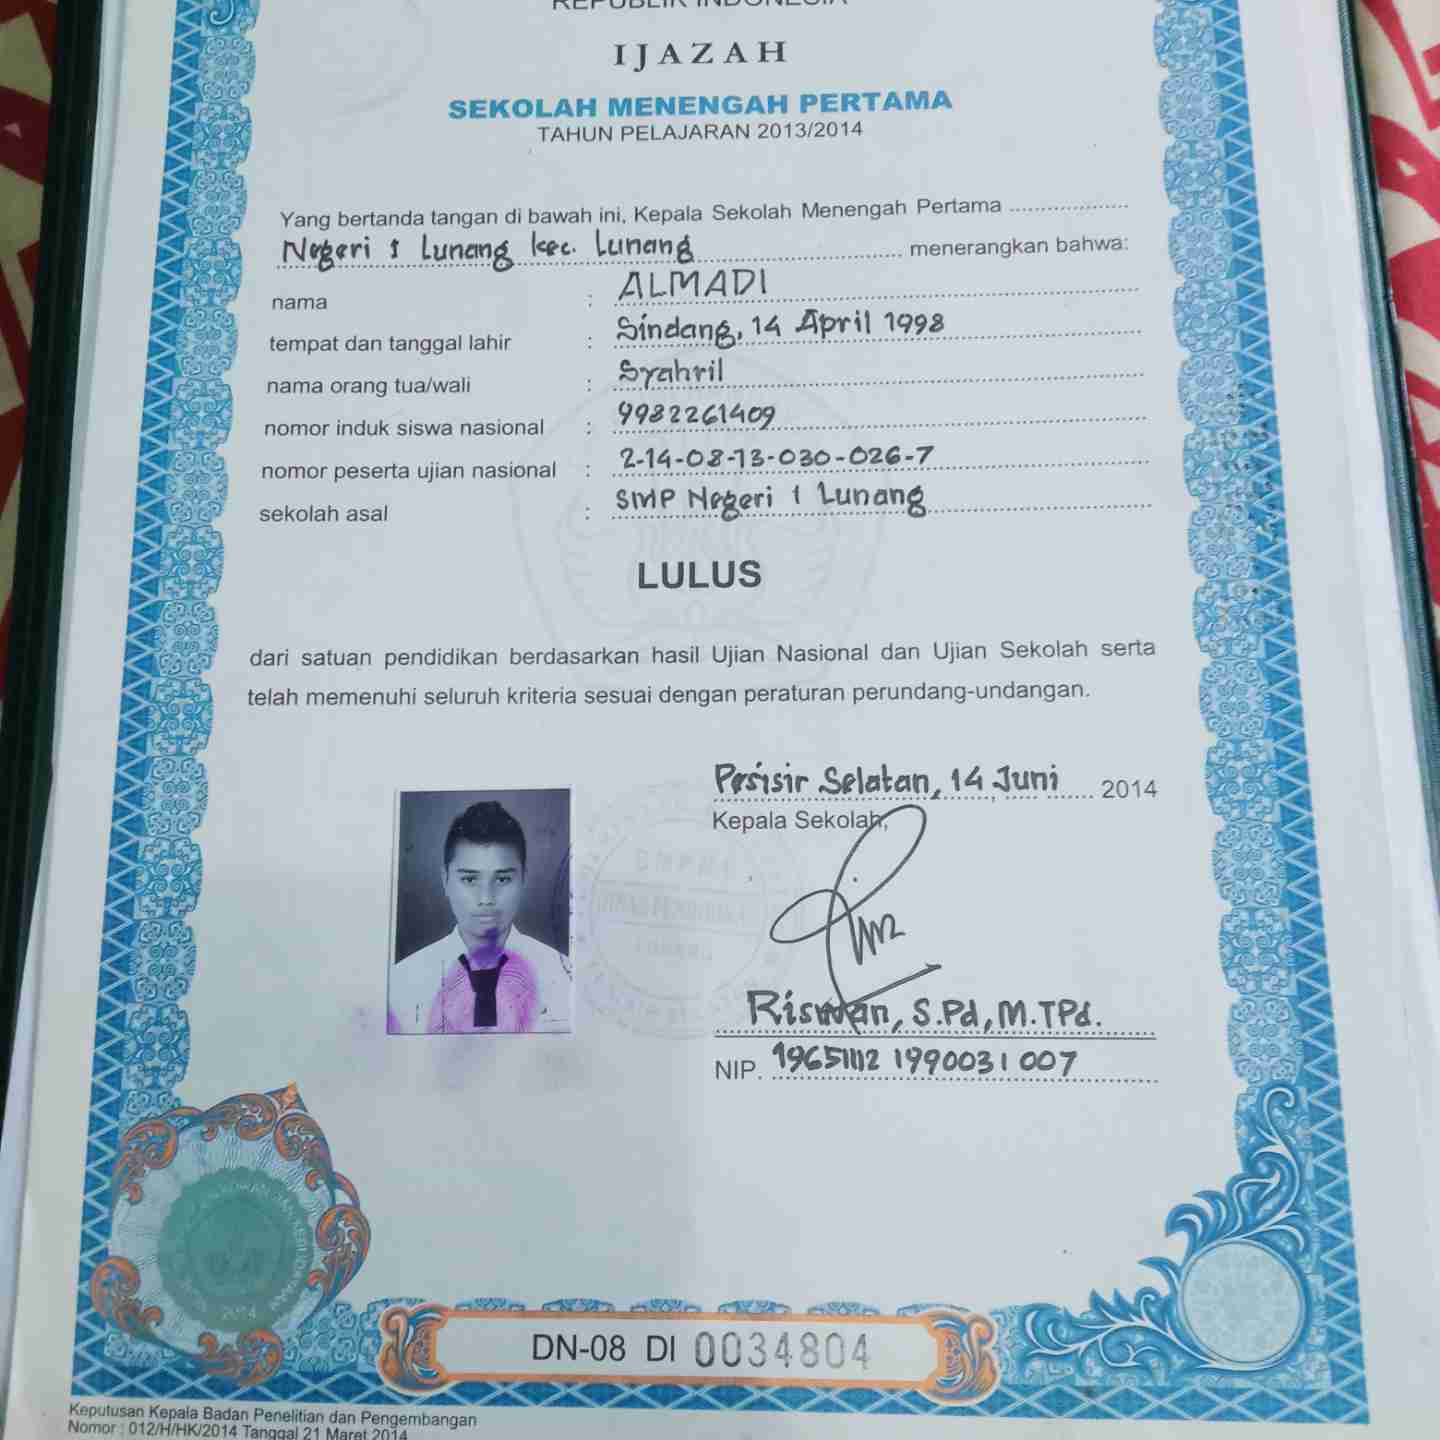 REPUBLIK INDONESIA
IJAZAH
SEKOLAH MENENGAH PERTAMA
TAHUN PELAJARAN 2013/2014
Yang bertanda tangan di bawah ini, Kepala Sekolah Menengah Pertama ....................
Negeri 1 Lunang kec. Lunang .................................. menerangkan bahwa:
nama : ALMADI
tempat dan tanggal lahir : Sindang, 14 April 1998
nama orang tua/wali : Syahril
nomor induk siswa nasional : 9982261409
nomor peserta ujian nasional : 2-14-08-13-030-026-7
sekolah asal : SMP Negeri 1 Lunang
LULUS
dari satuan pendidikan berdasarkan hasil Ujian Nasional dan Ujian Sekolah serta
telah memenuhi seluruh kriteria sesuai dengan peraturan perundang-undangan.
Pesisir Selatan, 14 Juni 2014
Kepala Sekolah,
Risman, S.Pd, M.TPd.
NIP. 19651112 1990031 007
2014
DN-08 DI 0034804
Keputusan Kepala Badan Penelitian dan Pengembangan
Nomor : 012/H/HK/2014 Tanggal 21 Maret 2014